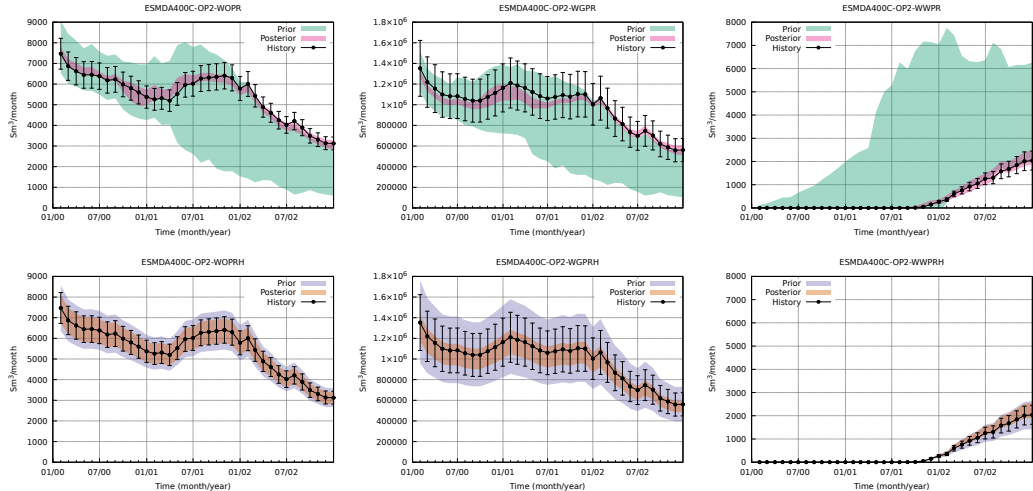 ESMDA400C-OP2-WOPR
9000
8000
7000
6000
5000
4000
3000
2000
1000
0
Sm³/month
01/00 07/00 01/01 07/01 01/02 07/02
Time (month/year)
Prior
Posterior
History
ESMDA400C-OP2-WGPR
1.8×10⁶
1.6×10⁶
1.4×10⁶
1.2×10⁶
1×10⁶
800000
600000
400000
200000
0
Sm³/month
01/00 07/00 01/01 07/01 01/02 07/02
Time (month/year)
Prior
Posterior
History
ESMDA400C-OP2-WWPR
8000
7000
6000
5000
4000
3000
2000
1000
0
Sm³/month
01/00 07/00 01/01 07/01 01/02 07/02
Time (month/year)
Prior
Posterior
History
ESMDA400C-OP2-WOPRH
9000
8000
7000
6000
5000
4000
3000
2000
1000
0
Sm³/month
01/00 07/00 01/01 07/01 01/02 07/02
Time (month/year)
Prior
Posterior
History
ESMDA400C-OP2-WGPRH
1.8×10⁶
1.6×10⁶
1.4×10⁶
1.2×10⁶
1×10⁶
800000
600000
400000
200000
0
Sm³/month
01/00 07/00 01/01 07/01 01/02 07/02
Time (month/year)
Prior
Posterior
History
ESMDA400C-OP2-WWPRH
8000
7000
6000
5000
4000
3000
2000
1000
0
Sm³/month
01/00 07/00 01/01 07/01 01/02 07/02
Time (month/year)
Prior
Posterior
History